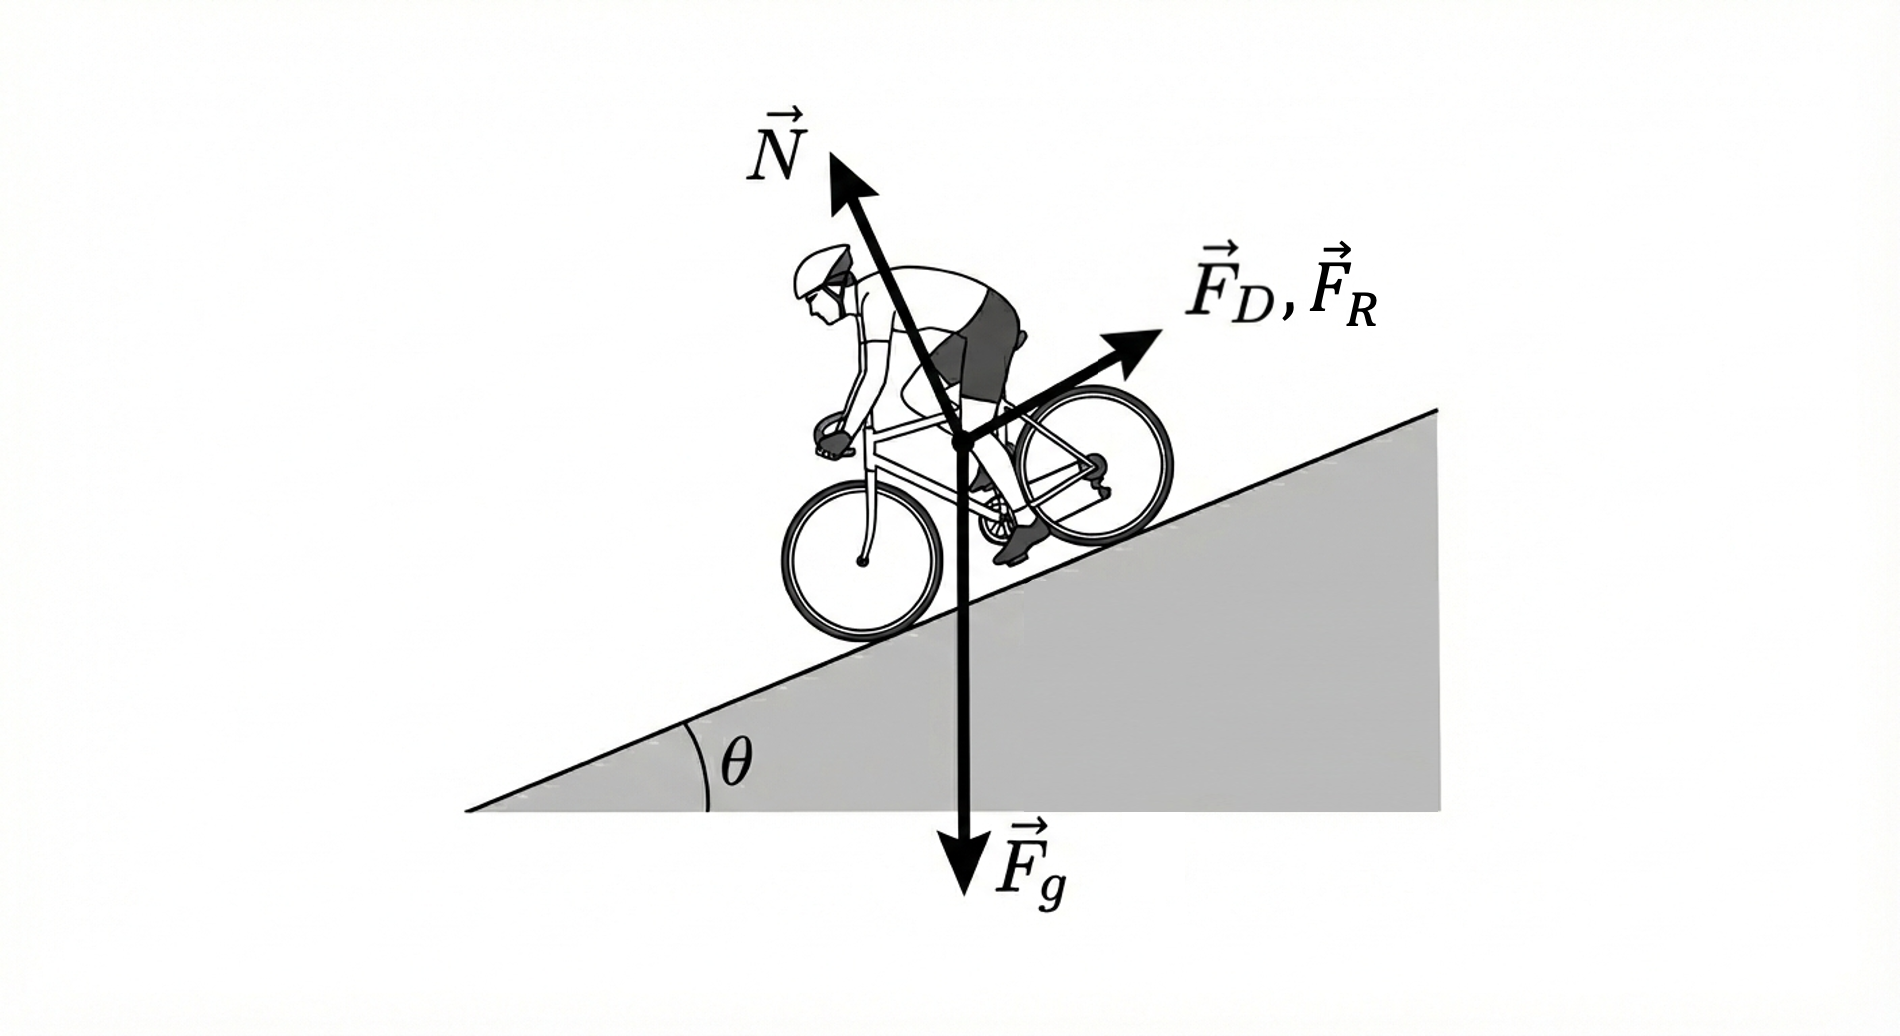 N⃗
F⃗_D, F⃗_R
θ
F⃗_g